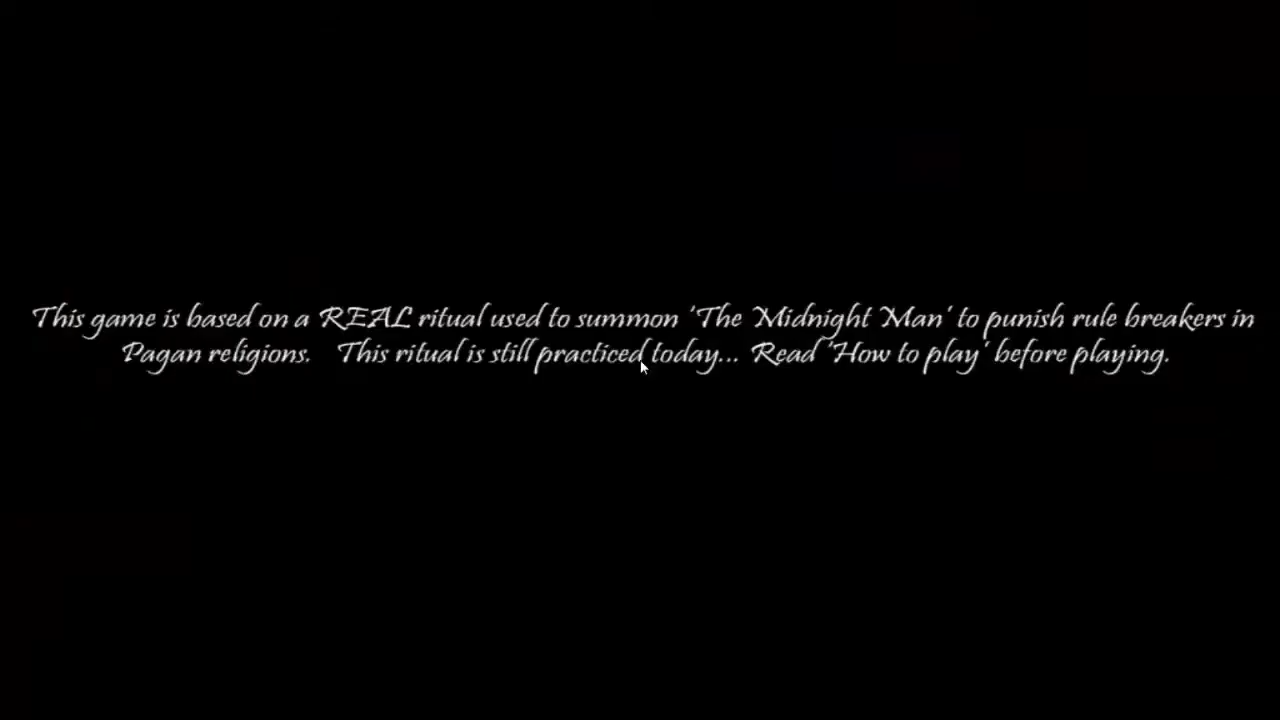 This game is based on a REAL ritual used to summon 'The Midnight Man' to punish rule breakers in
Pagan religions. This ritual is still practiced today... Read 'How to play' before playing.